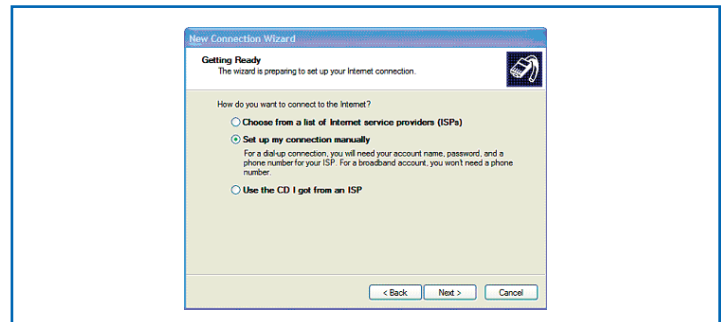 New Connection Wizard
Getting Ready
The wizard is preparing to set up your Internet connection.
How do you want to connect to the Internet?
Choose from a list of Internet service providers (ISPs)
Set up my connection manually
For a dial-up connection, you will need your account name, password, and a
phone number for your ISP. For a broadband account, you won't need a phone
number.
Use the CD I got from an ISP
< Back Next > Cancel